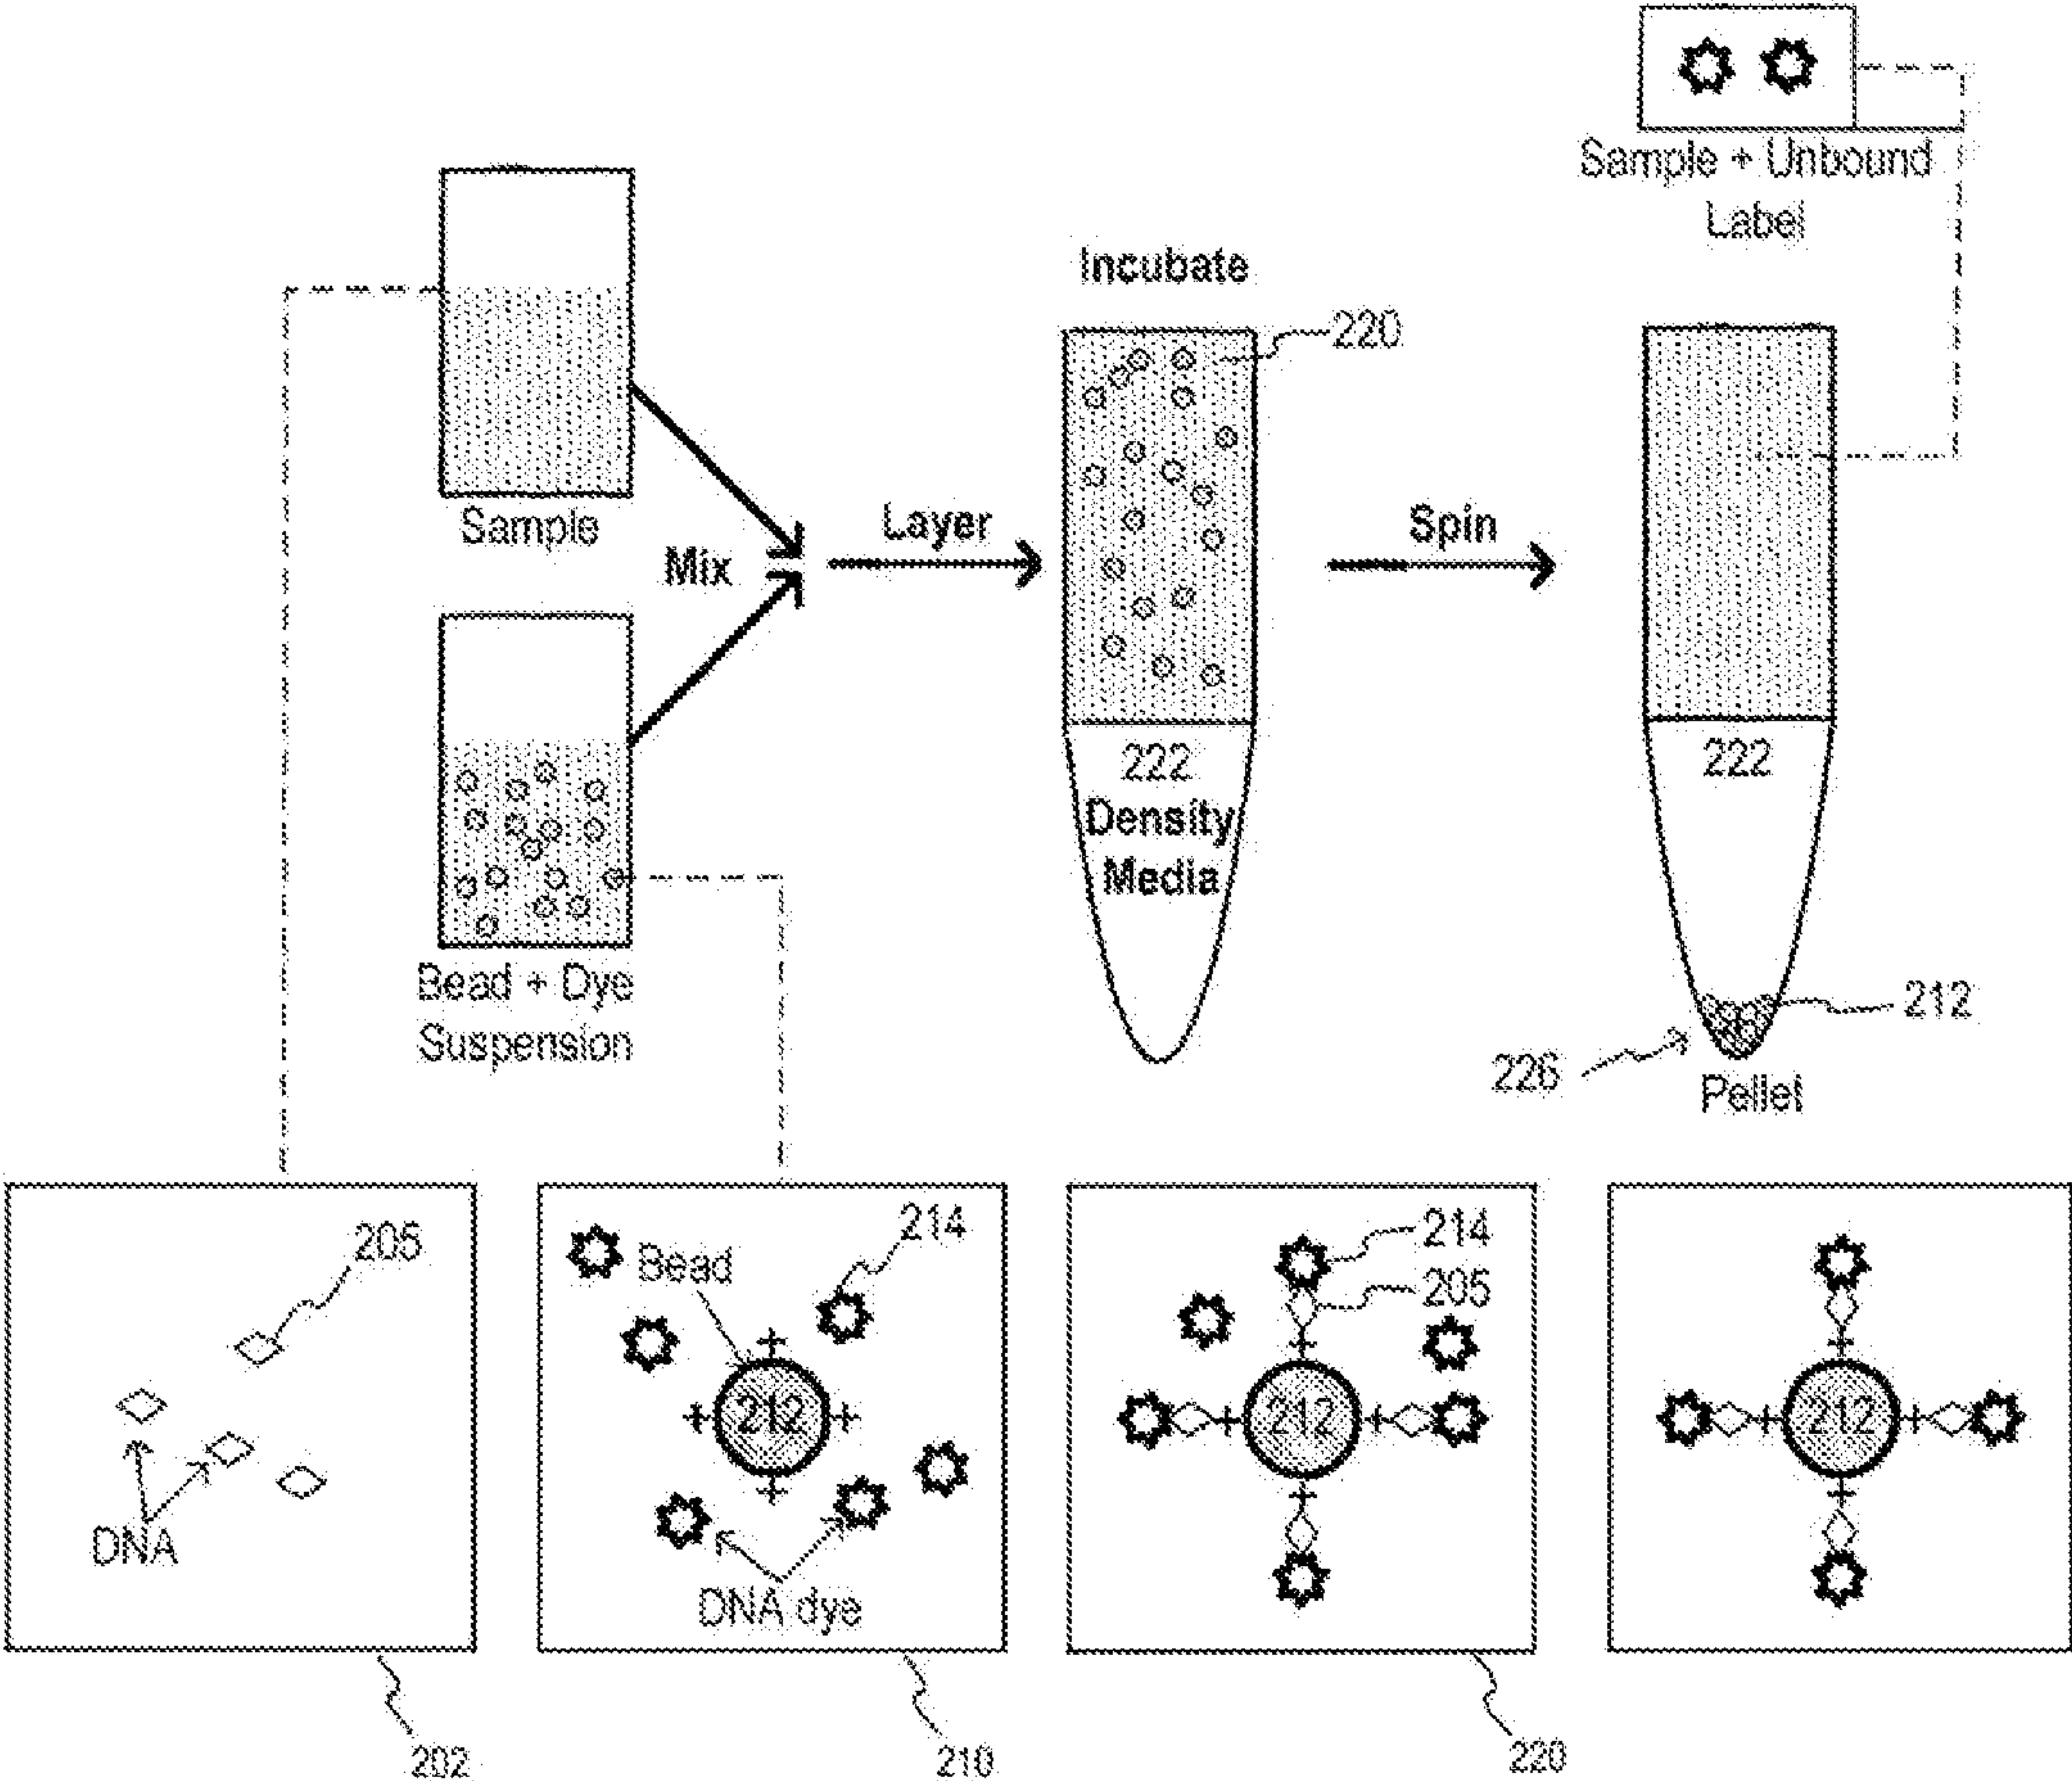 Sample + Unbound
Label
Incubate
220
Sample
Mix
Layer
Spin
222
Density
Media
222
Bead + Dye
Suspension
212
226
Pellet
205
DNA
Bead
214
212
DNA dye
214
205
212
212
202
210
220